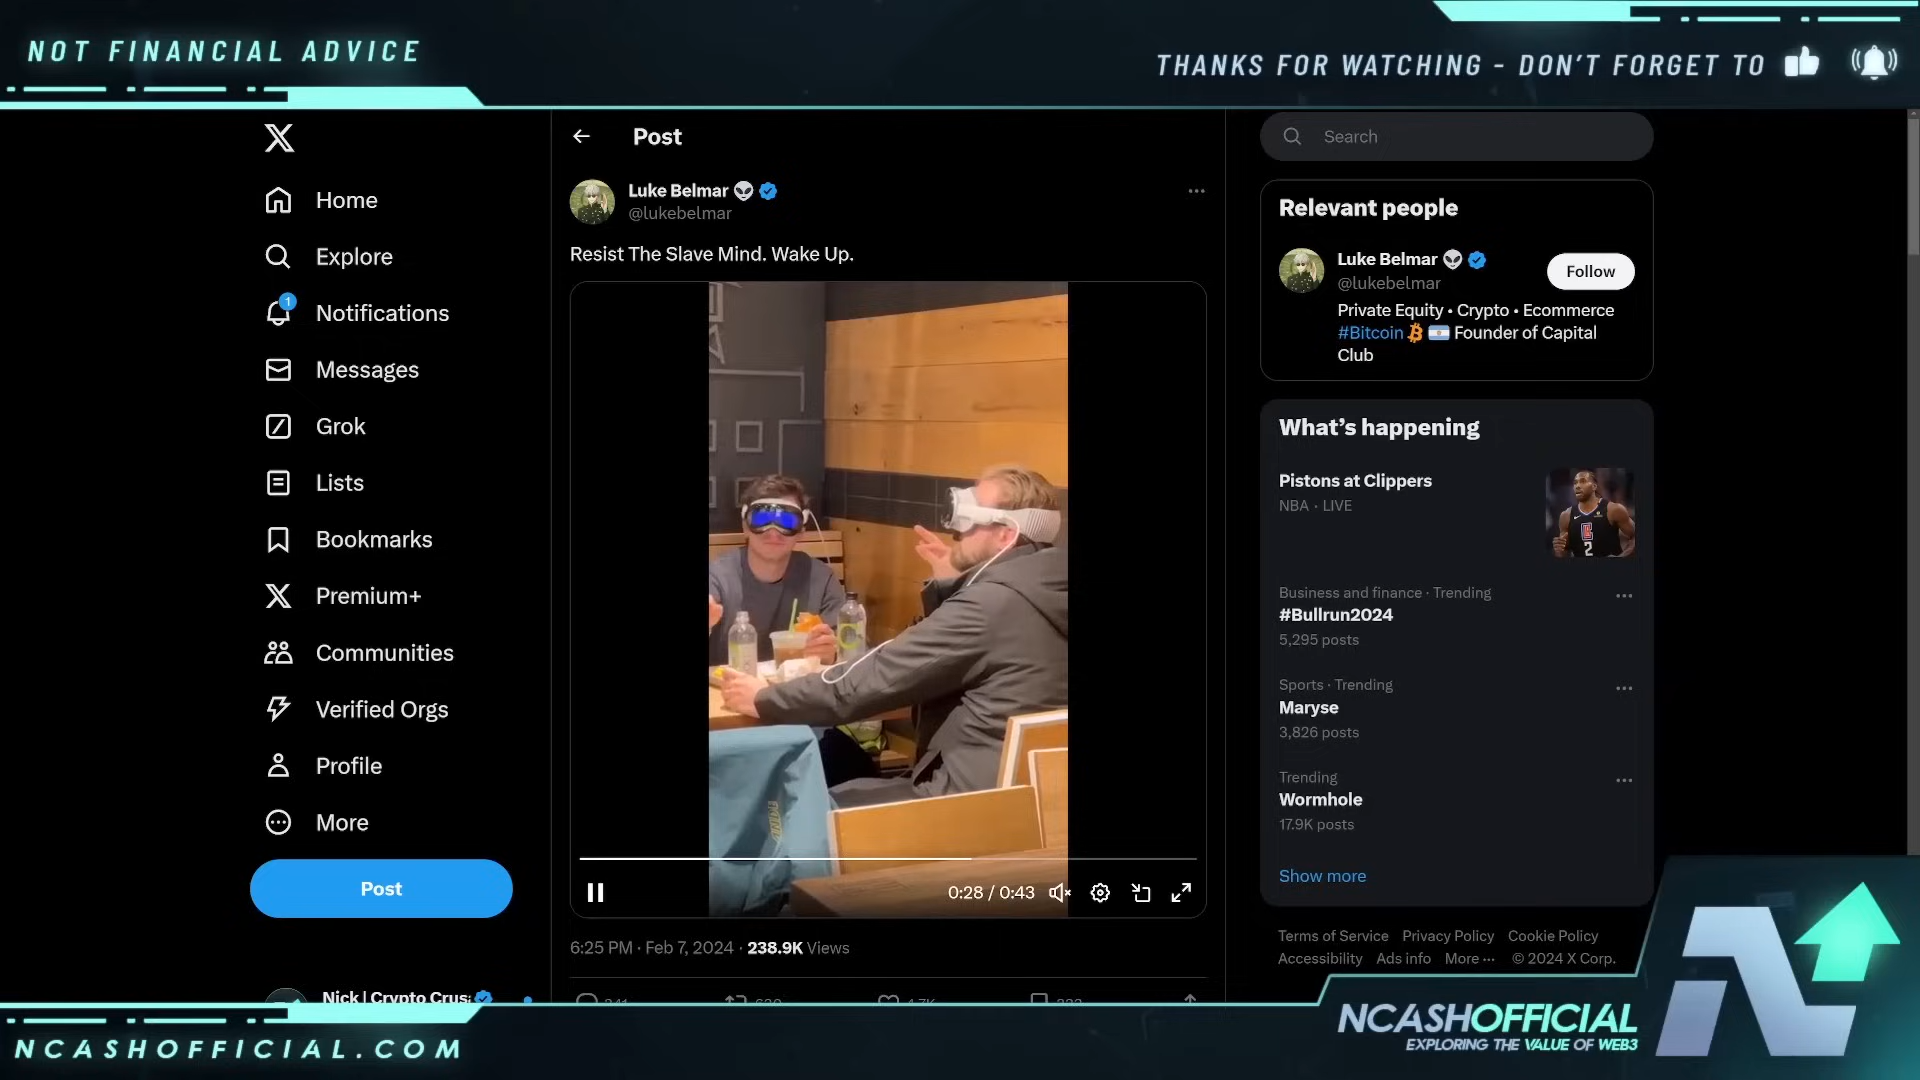 NOT FINANCIAL ADVICE
THANKS FOR WATCHING - DON'T FORGET TO
Home
Explore
1
Notifications
Messages
Grok
Lists
Bookmarks
Premium+
Communities
Verified Orgs
Profile
More
Post
Nick | Crypto Crus
Post
Luke Belmar
@lukebelmar
Resist The Slave Mind. Wake Up.
0:28 / 0:43
6:25 PM · Feb 7, 2024 · 238.9K Views
Search
Relevant people
Luke Belmar
@lukebelmar
Follow
Private Equity • Crypto • Ecommerce
#Bitcoin Founder of Capital
Club
What's happening
Pistons at Clippers
NBA · LIVE
2
Business and finance · Trending
#Bullrun2024
5,295 posts
Sports · Trending
Maryse
3,826 posts
Trending
Wormhole
17.9K posts
Show more
Terms of Service Privacy Policy Cookie Policy
Accessibility Ads info More ··· © 2024 X Corp.
NCASHOFFICIAL.COM
NCASHOFFICIAL
EXPLORING THE VALUE OF WEB3